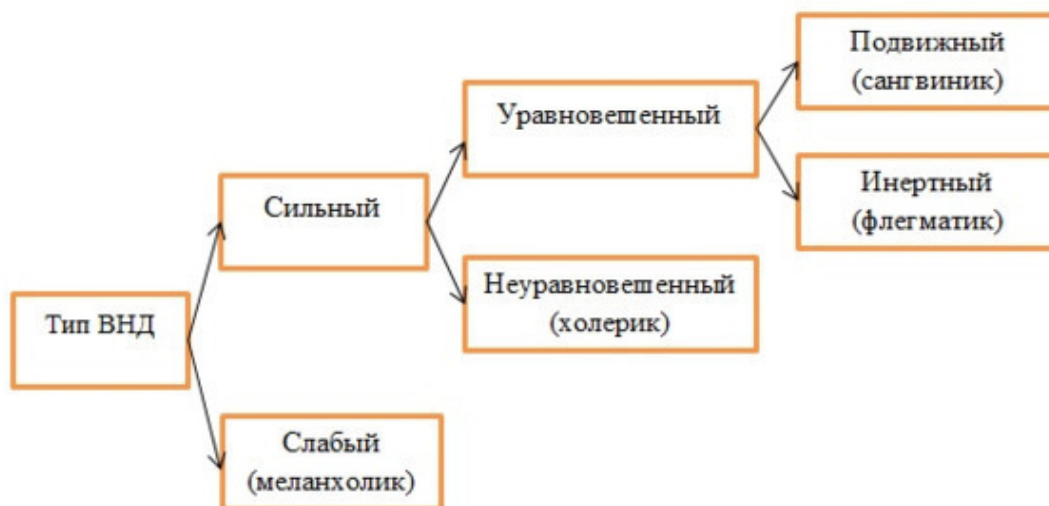 Подвижный
(сангвиник)
Уравновешенный
Инертный
(флегматик)
Сильный
Неуравновешенный
(холерик)
Тип ВНД
Слабый
(меланхолик)